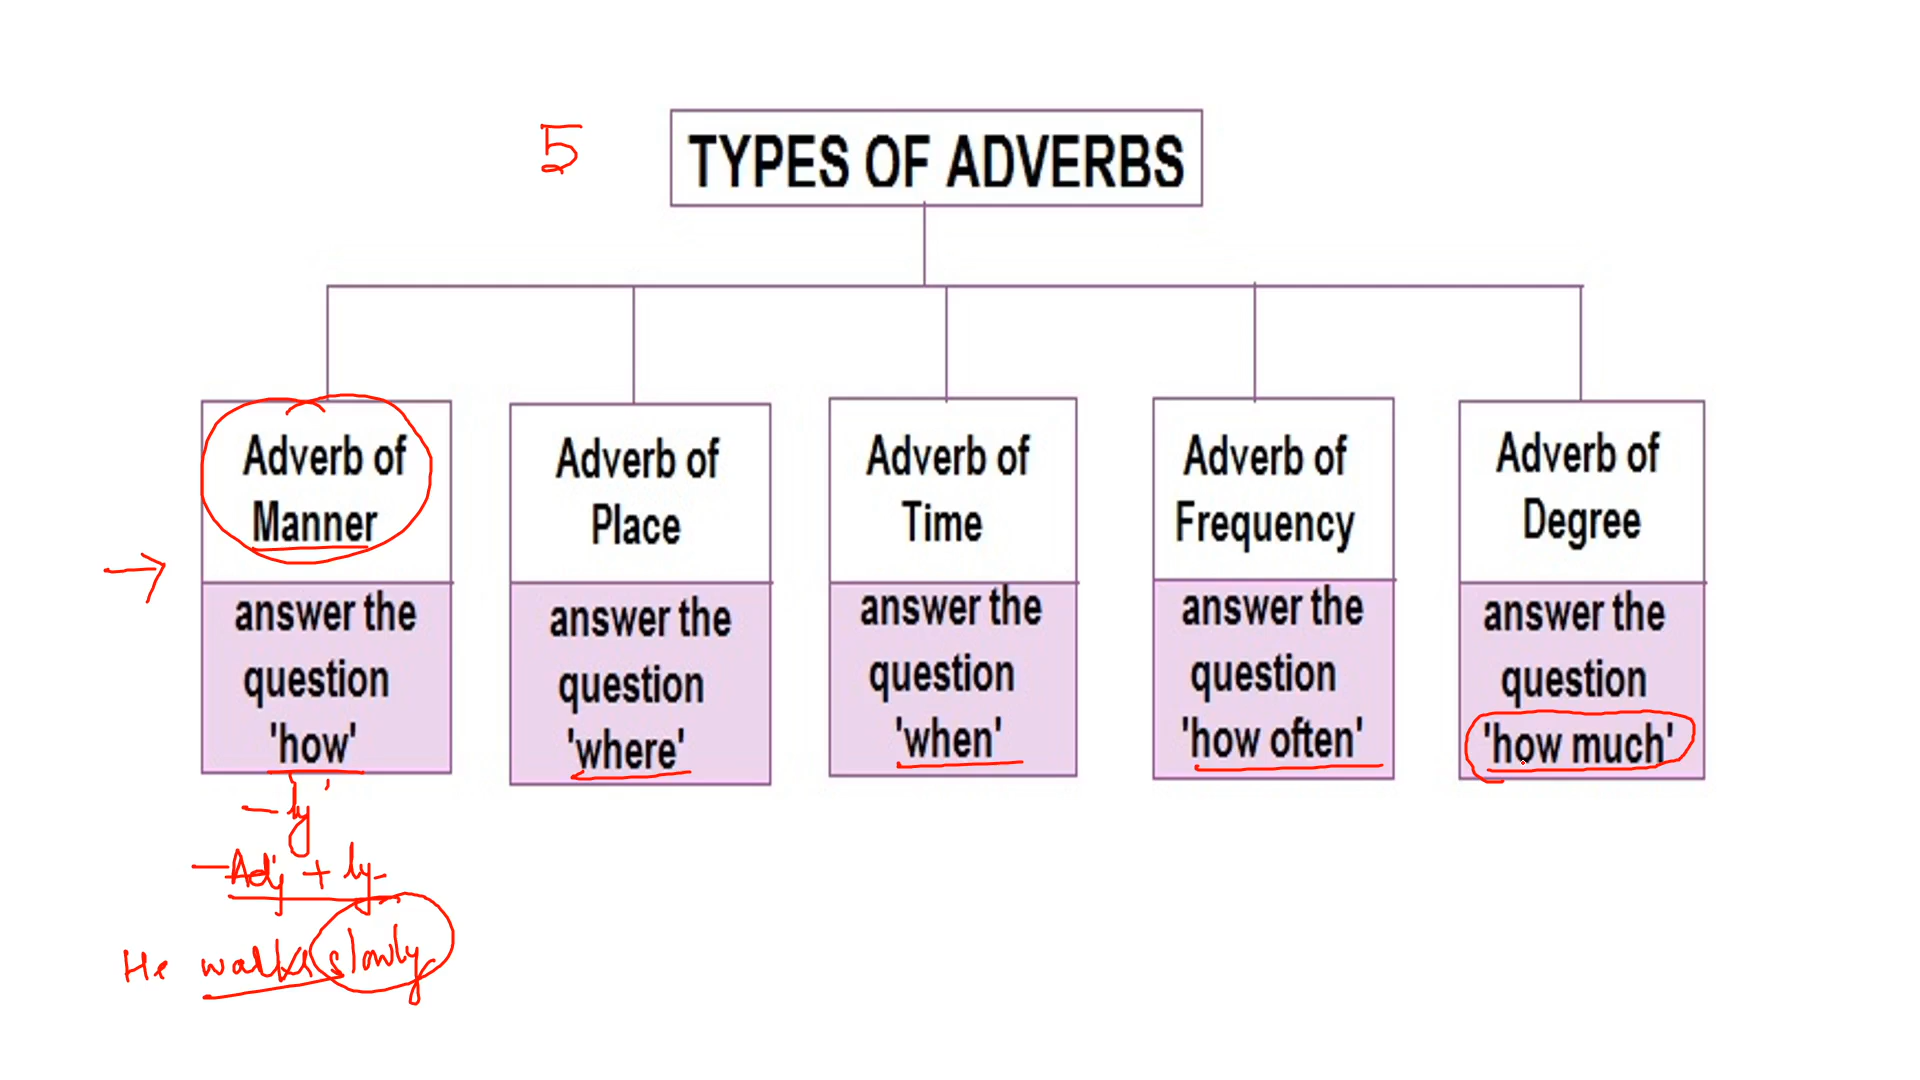 5
TYPES OF ADVERBS
Adverb of
Manner
answer the
question
'how'
Adverb of
Place
answer the
question
'where'
Adverb of
Time
answer the
question
'when'
Adverb of
Frequency
answer the
question
'how often'
Adverb of
Degree
answer the
question
'how much'
- ly
- Adj + ly
He walks slowly